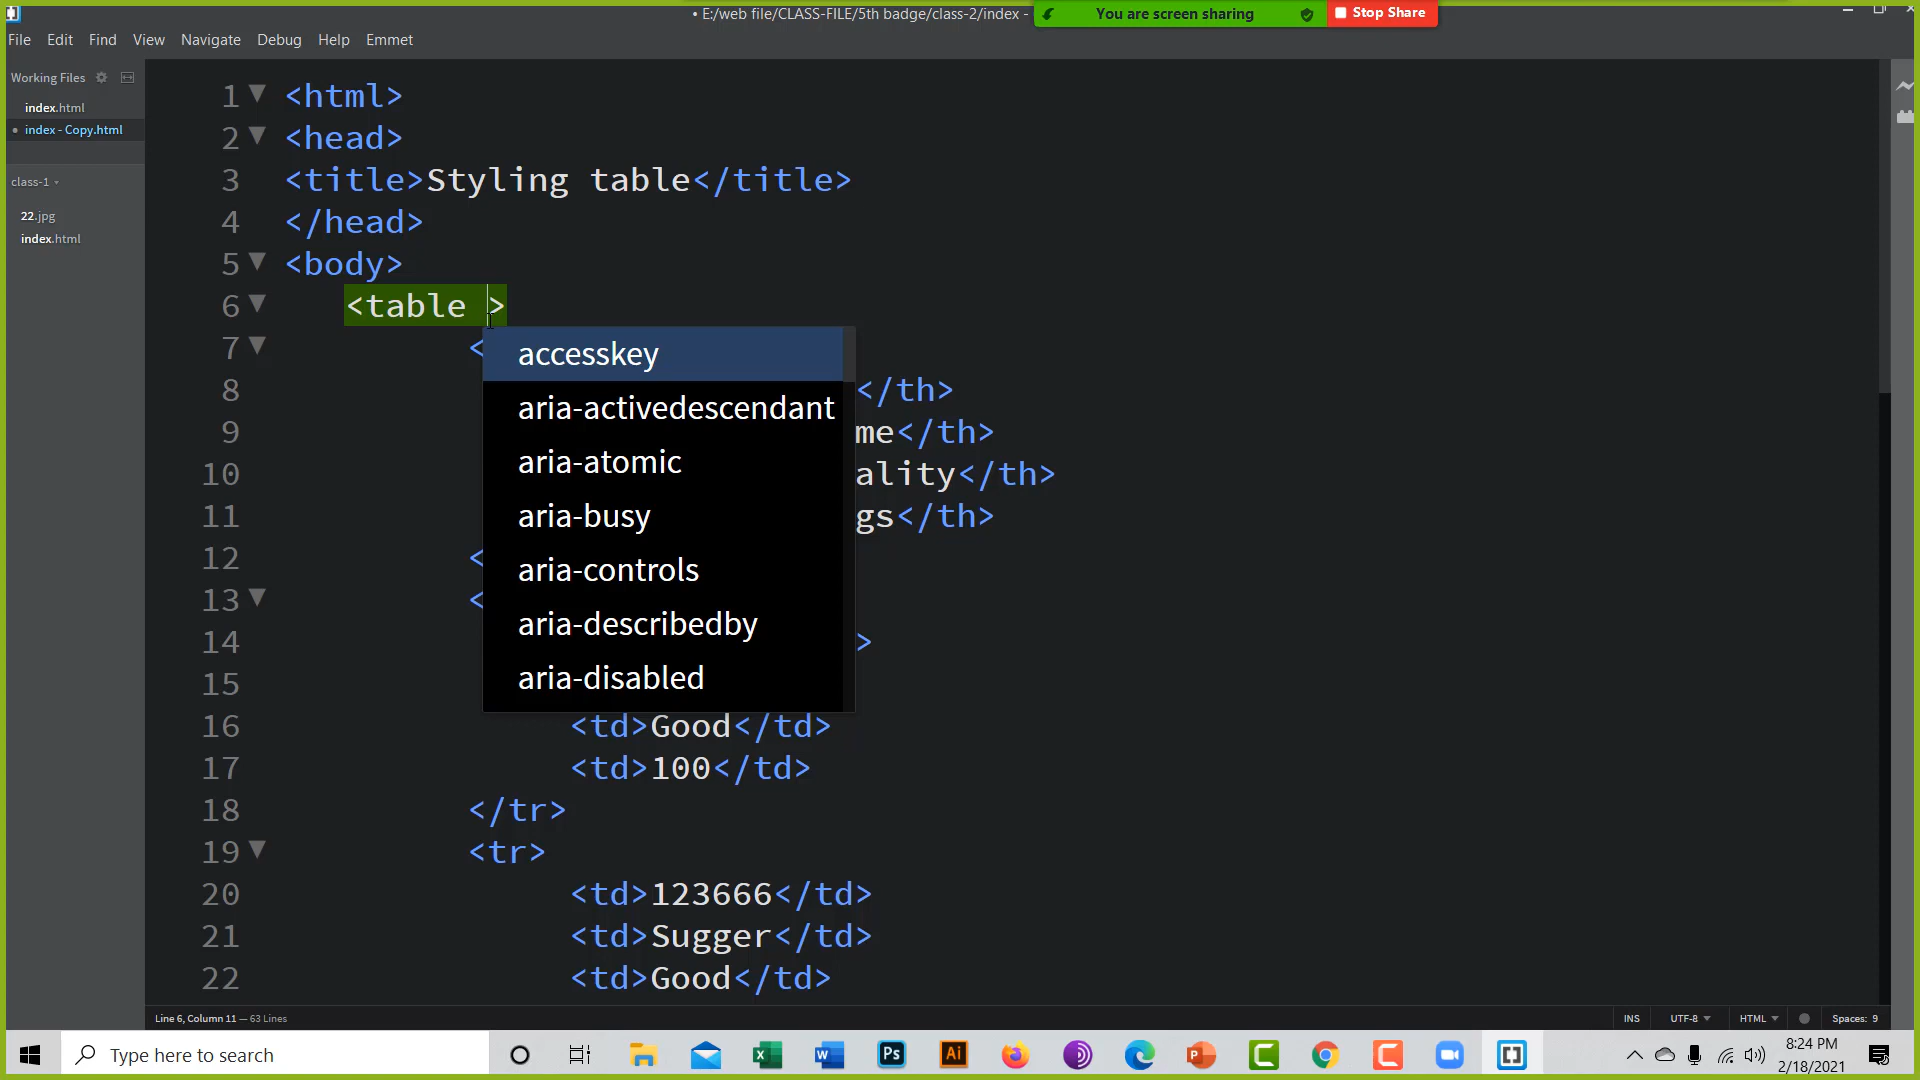 • E:/web file/CLASS-FILE/5th badge/class-2/index -
You are screen sharing
Stop Share
File Edit Find View Navigate Debug Help Emmet
Working Files
index.html
• index - Copy.html
class-1
22.jpg
index.html
1 <html>
2 <head>
3 <title>Styling table</title>
4 </head>
5 <body>
6 <table >
7 <
accesskey
8 </th>
aria-activedescendant
9 me</th>
aria-atomic
10 ality</th>
11 gs</th>
aria-busy
12 <
aria-controls
13 <
aria-describedby
14 >
15
aria-disabled
16 <td>Good</td>
17 <td>100</td>
18 </tr>
19 <tr>
20 <td>123666</td>
21 <td>Sugger</td>
22 <td>Good</td>
Line 6, Column 11 — 63 Lines
INS UTF-8 HTML Spaces: 9
Type here to search
8:24 PM
2/18/2021